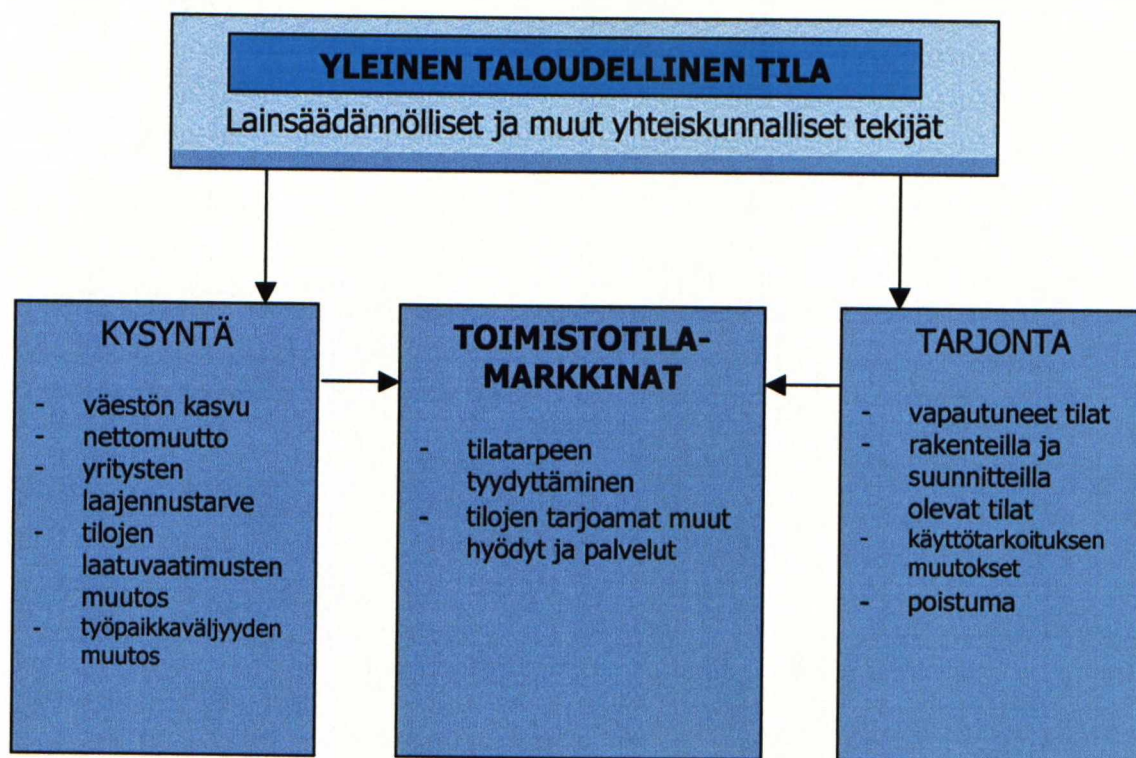 YLEINEN TALOUDELLINEN TILA
Lainsäädännölliset ja muut yhteiskunnalliset tekijät
KYSYNTÄ
- väestön kasvu
- nettomuutto
- yritysten
laajennustarve
- tilojen
laatuvaatimusten
muutos
- työpaikkaväljyyden
muutos
TOIMISTOTILA-
MARKKINAT
- tilatarpeen
tyydyttäminen
- tilojen tarjoamat muut
hyödyt ja palvelut
TARJONTA
- vapautuneet tilat
- rakenteilla ja
suunnitteilla
olevat tilat
- käyttötarkoituksen
muutokset
- poistuma